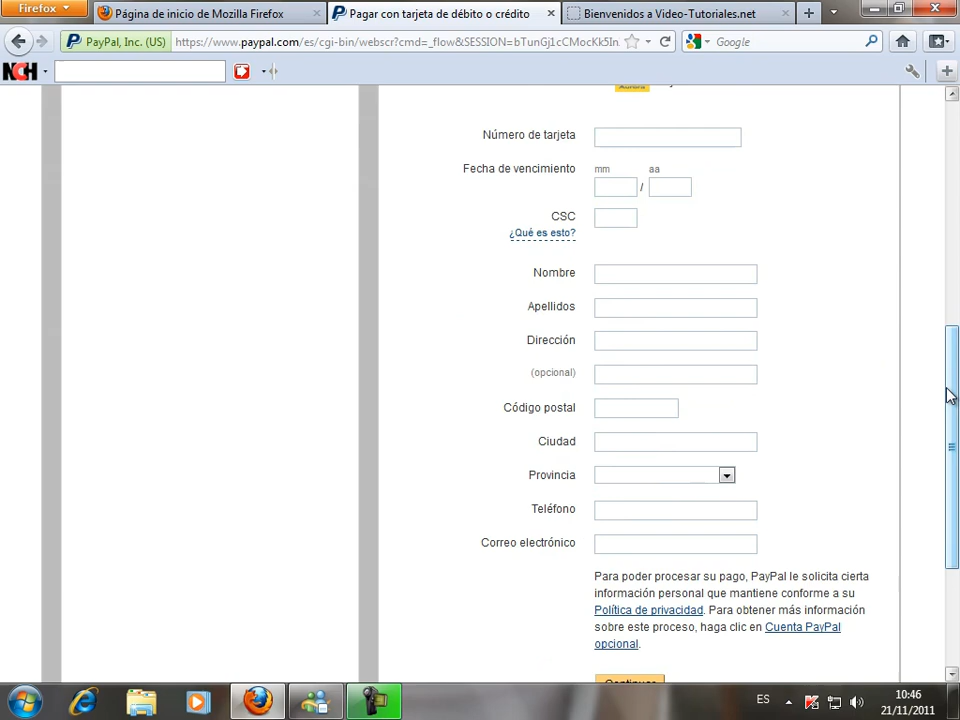 Firefox
Página de inicio de Mozilla Firefox
Pagar con tarjeta de débito o crédito
Bienvenidos a Video-Tutoriales.net
PayPal, Inc. (US)
https://www.paypal.com/es/cgi-bin/webscr?cmd=_flow&SESSION=bTunGj1cCMocKk5In
Google
NCH
Número de tarjeta
Fecha de vencimiento
mm
aa
/
CSC
¿Qué es esto?
Nombre
Apellidos
Dirección
(opcional)
Código postal
Ciudad
Provincia
Teléfono
Correo electrónico
Para poder procesar su pago, PayPal le solicita cierta
información personal que mantiene conforme a su
Política de privacidad. Para obtener más información
sobre este proceso, haga clic en Cuenta PayPal
opcional.
Continuar
ES
10:46
21/11/2011